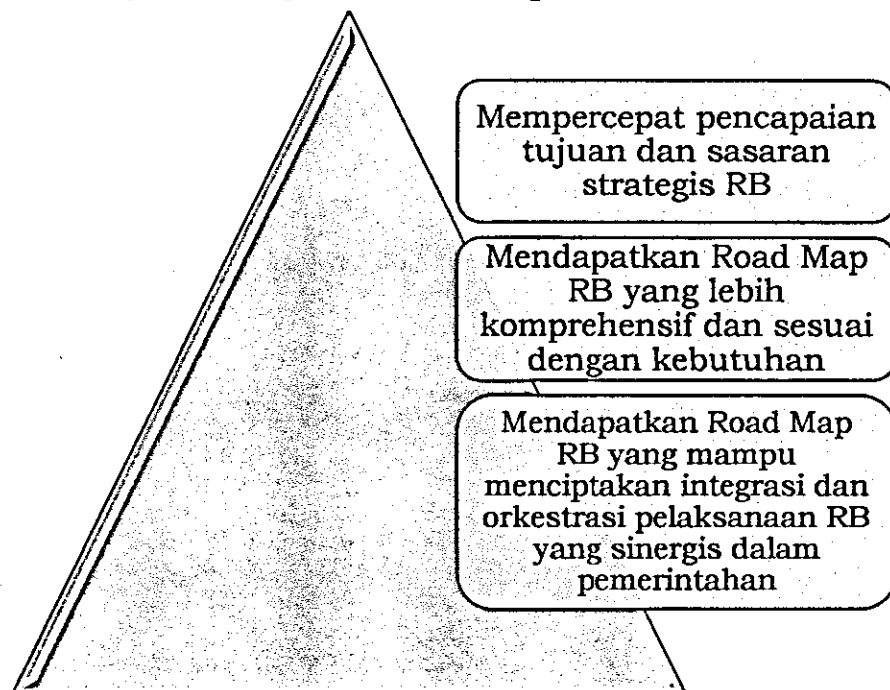 Mempercepat pencapaian
tujuan dan sasaran
strategis RB
Mendapatkan Road Map
RB yang lebih
komprehensif dan sesuai
dengan kebutuhan
Mendapatkan Road Map
RB yang mampu
menciptakan integrasi dan
orkestrasi pelaksanaan RB
yang sinergis dalam
pemerintahan